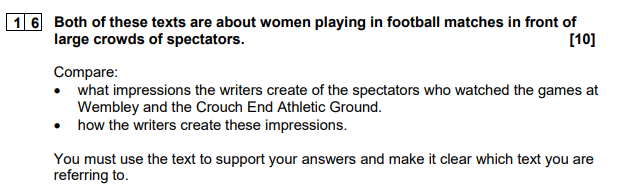 1 6 Both of these texts are about women playing in football matches in front of
large crowds of spectators. [10]
Compare:
• what impressions the writers create of the spectators who watched the games at
Wembley and the Crouch End Athletic Ground.
• how the writers create these impressions.
You must use the text to support your answers and make it clear which text you are
referring to.